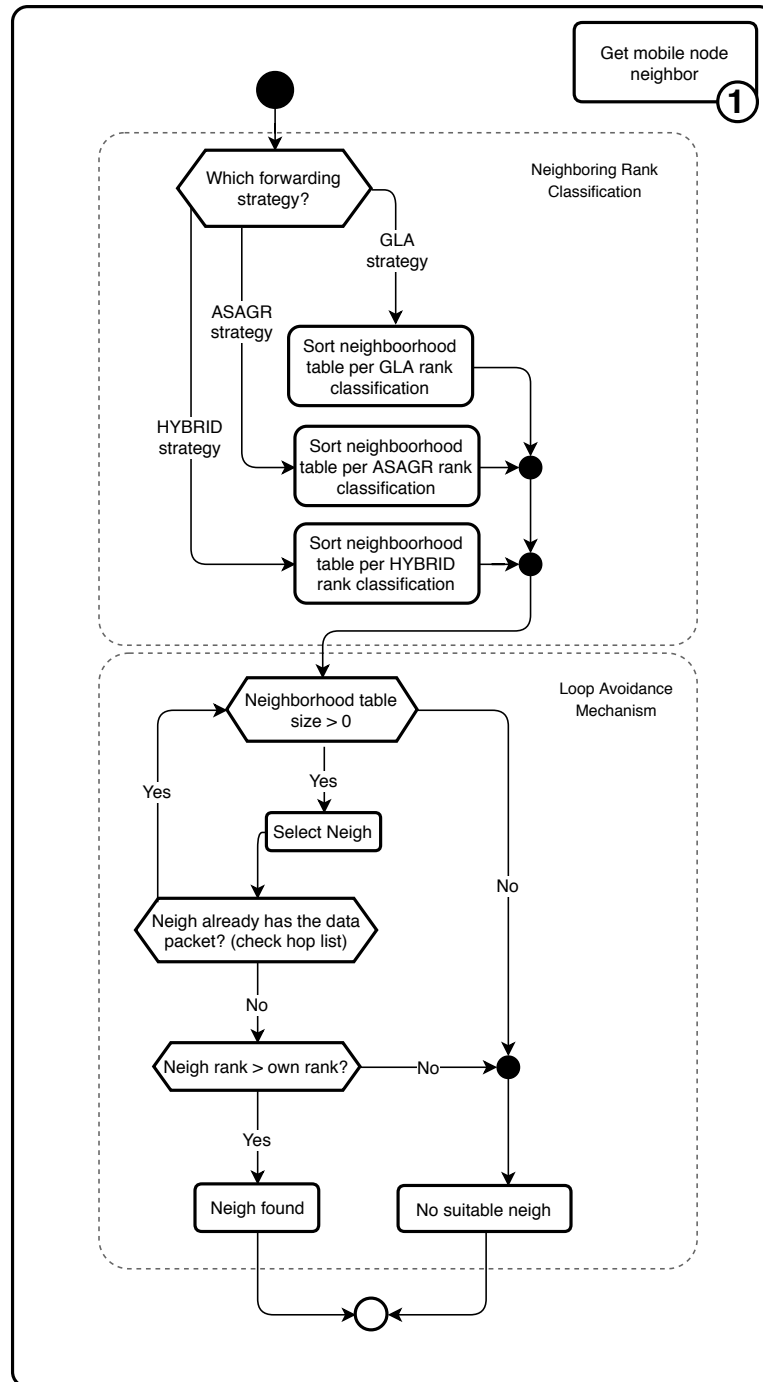 Get mobile node
neighbor
1
Neighboring Rank
Classification
Which forwarding
strategy?
GLA
strategy
ASAGR
strategy
HYBRID
strategy
Sort neighboorhood
table per GLA rank
classification
Sort neighboorhood
table per ASAGR rank
classification
Sort neighboorhood
table per HYBRID
rank classification
Loop Avoidance
Mechanism
Neighborhood table
size > 0
Yes
Yes
Select Neigh
No
Neigh already has the data
packet? (check hop list)
No
Neigh rank > own rank?
No
Yes
Neigh found
No suitable neigh